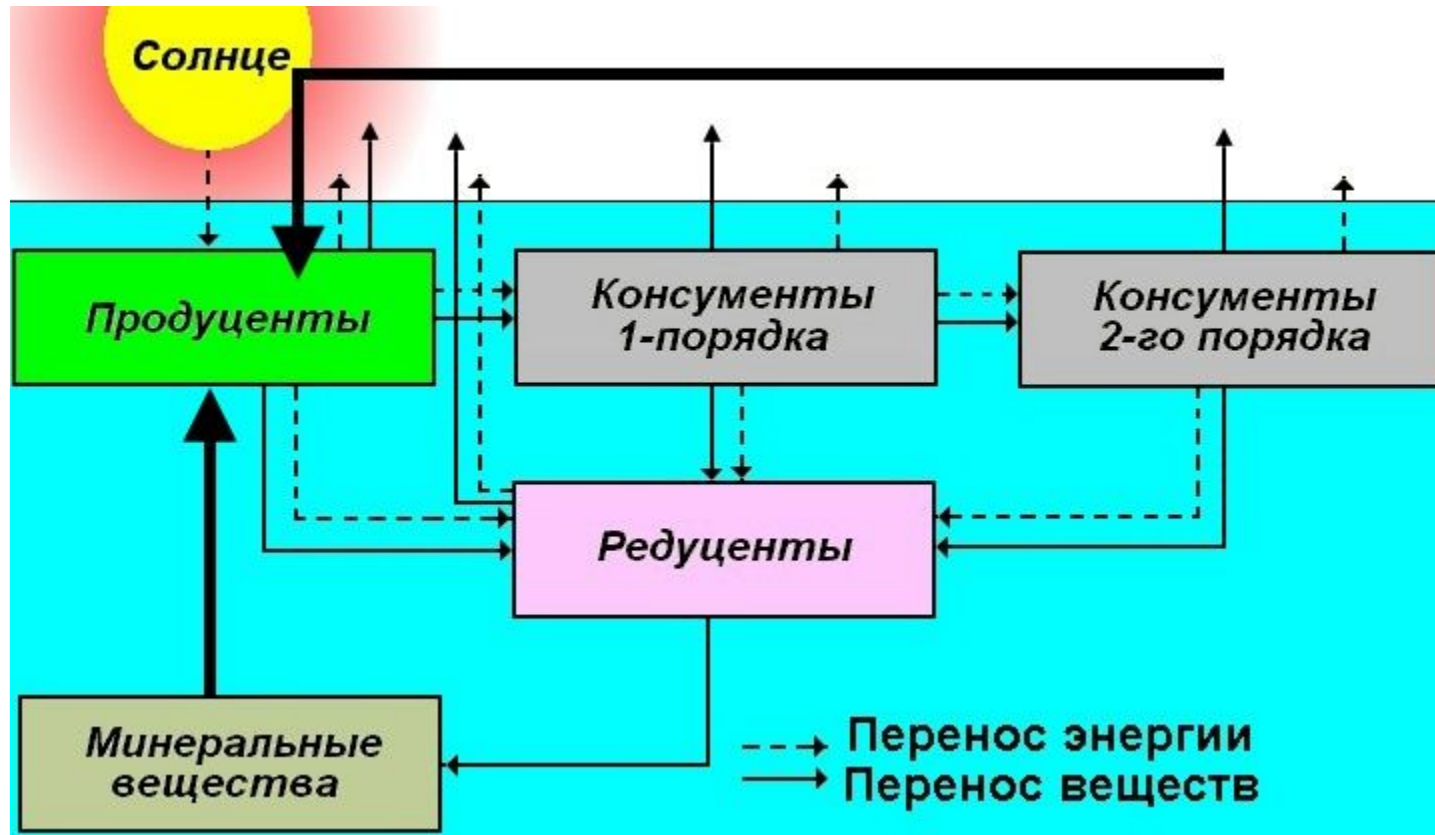 Солнце
Продуценты
Консументы
1-порядка
Консументы
2-го порядка
Редуценты
Минеральные
вещества
Перенос энергии
Перенос веществ